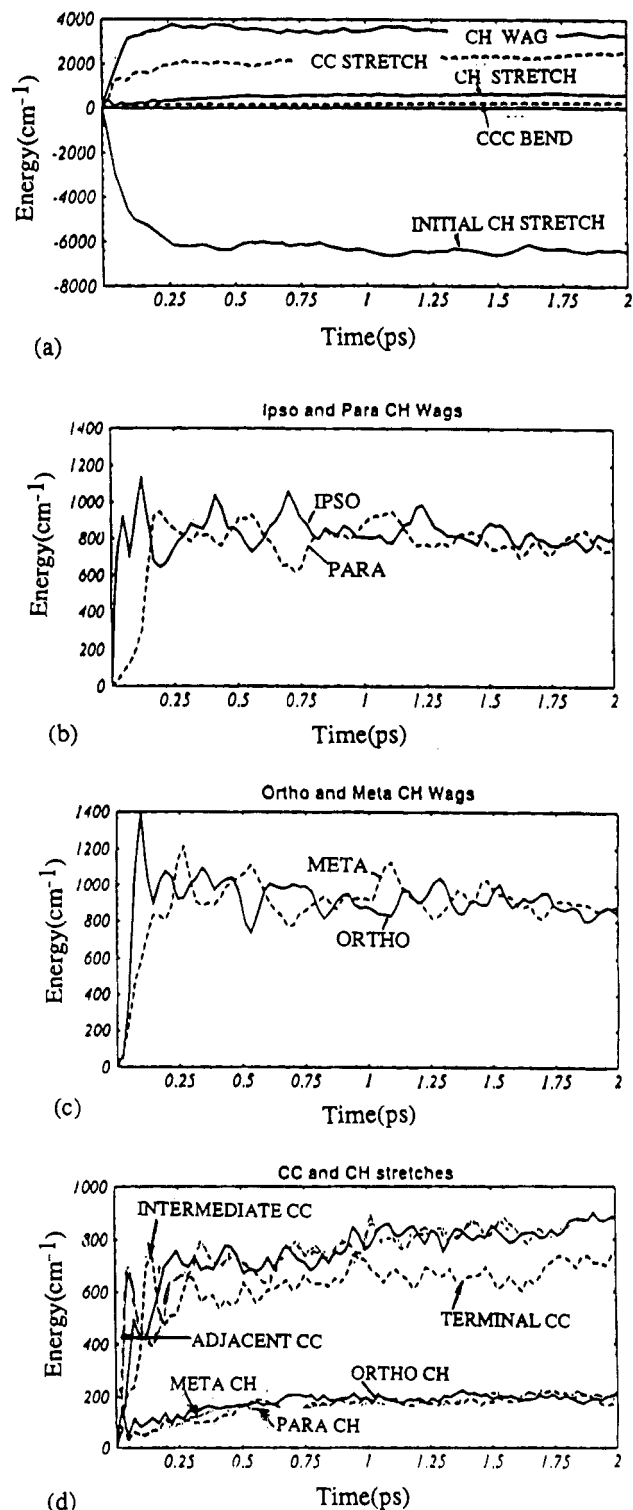 4000
2000
0
-2000
-4000
-6000
-8000
Energy(cm⁻¹)
CH WAG
CC STRETCH
CH STRETCH
CCC BEND
INITIAL CH STRETCH
0.25 0.5 0.75 1 1.25 1.5 1.75 2
Time(ps)
(a)
Ipso and Para CH Wags
1400
1200
1000
800
600
400
200
0
Energy(cm⁻¹)
IPSO
PARA
0.25 0.5 0.75 1 1.25 1.5 1.75 2
Time(ps)
(b)
Ortho and Meta CH Wags
1400
1200
1000
800
600
400
200
0
Energy(cm⁻¹)
META
ORTHO
0.25 0.5 0.75 1 1.25 1.5 1.75 2
Time(ps)
(c)
CC and CH stretches
1000
800
600
400
200
0
Energy(cm⁻¹)
INTERMEDIATE CC
TERMINAL CC
ADJACENT CC
META CH
ORTHO CH
PARA CH
0.25 0.5 0.75 1 1.25 1.5 1.75 2
Time(ps)
(d)